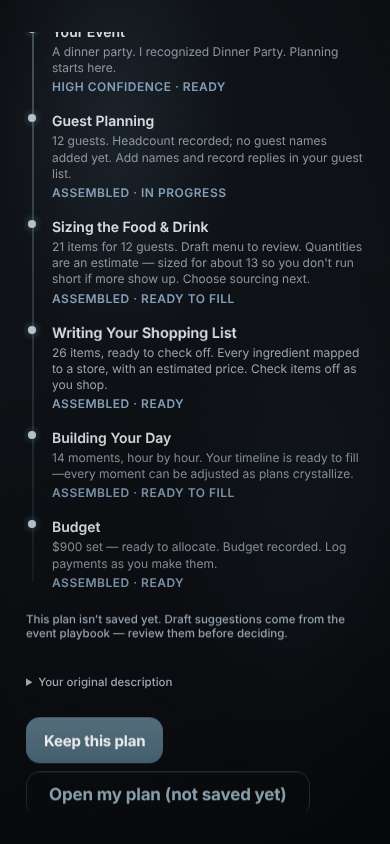 Your Event
A dinner party. I recognized Dinner Party. Planning
starts here.
HIGH CONFIDENCE · READY
Guest Planning
12 guests. Headcount recorded; no guest names
added yet. Add names and record replies in your guest
list.
ASSEMBLED · IN PROGRESS
Sizing the Food & Drink
21 items for 12 guests. Draft menu to review. Quantities
are an estimate — sized for about 13 so you don't run
short if more show up. Choose sourcing next.
ASSEMBLED · READY TO FILL
Writing Your Shopping List
26 items, ready to check off. Every ingredient mapped
to a store, with an estimated price. Check items off as
you shop.
ASSEMBLED · READY
Building Your Day
14 moments, hour by hour. Your timeline is ready to fill
—every moment can be adjusted as plans crystallize.
ASSEMBLED · READY TO FILL
Budget
$900 set — ready to allocate. Budget recorded. Log
payments as you make them.
ASSEMBLED · READY
This plan isn't saved yet. Draft suggestions come from the
event playbook — review them before deciding.
Your original description
Keep this plan
Open my plan (not saved yet)